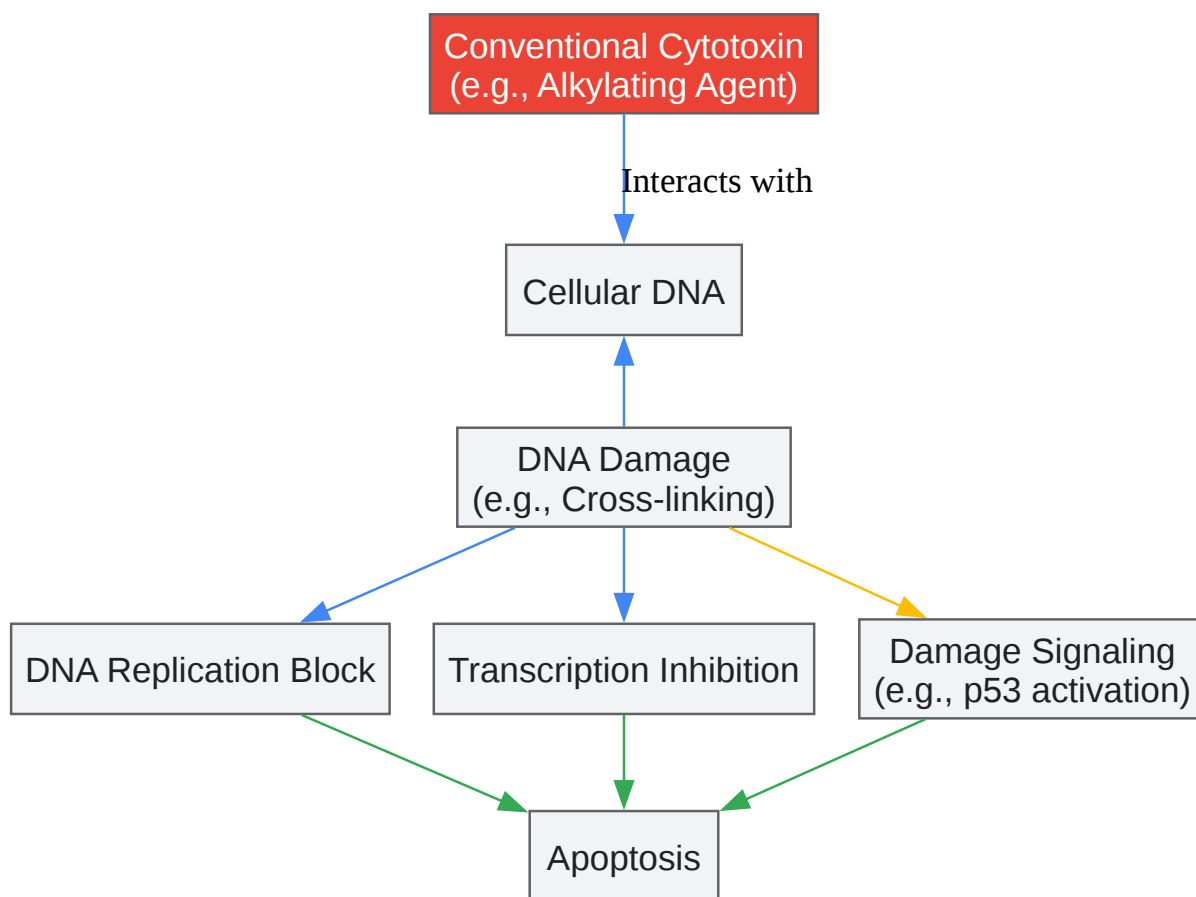 Conventional Cytotoxin
(e.g., Alkylating Agent)
Interacts with
Cellular DNA
DNA Damage
(e.g., Cross-linking)
DNA Replication Block
Transcription Inhibition
Damage Signaling
(e.g., p53 activation)
Apoptosis